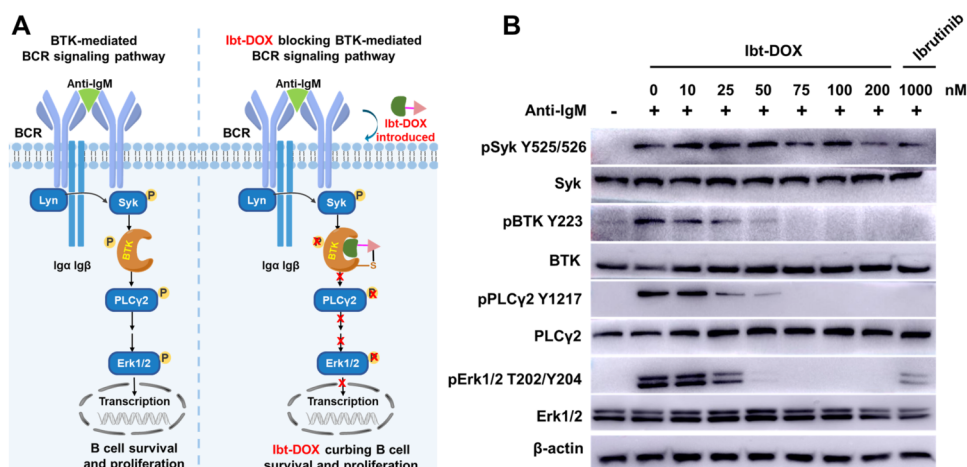 A
BTK-mediated
BCR signaling pathway
Anti-IgM
BCR
Lyn
Syk
P
P
BTK
Igα Igβ
PLCγ2
P
Erk1/2
P
Transcription
B cell survival
and proliferation
Ibt-DOX blocking BTK-mediated
BCR signaling pathway
Anti-IgM
BCR
Ibt-DOX
introduced
Lyn
Syk
P
P
BTK
S
Igα Igβ
PLCγ2
P
Erk1/2
P
Transcription
Ibt-DOX curbing B cell
survival and proliferation
B
Ibt-DOX
Ibrutinib
0 10 25 50 75 100 200 1000 nM
Anti-IgM - + + + + + + + +
pSyk Y525/526
Syk
pBTK Y223
BTK
pPLCγ2 Y1217
PLCγ2
pErk1/2 T202/Y204
Erk1/2
β-actin